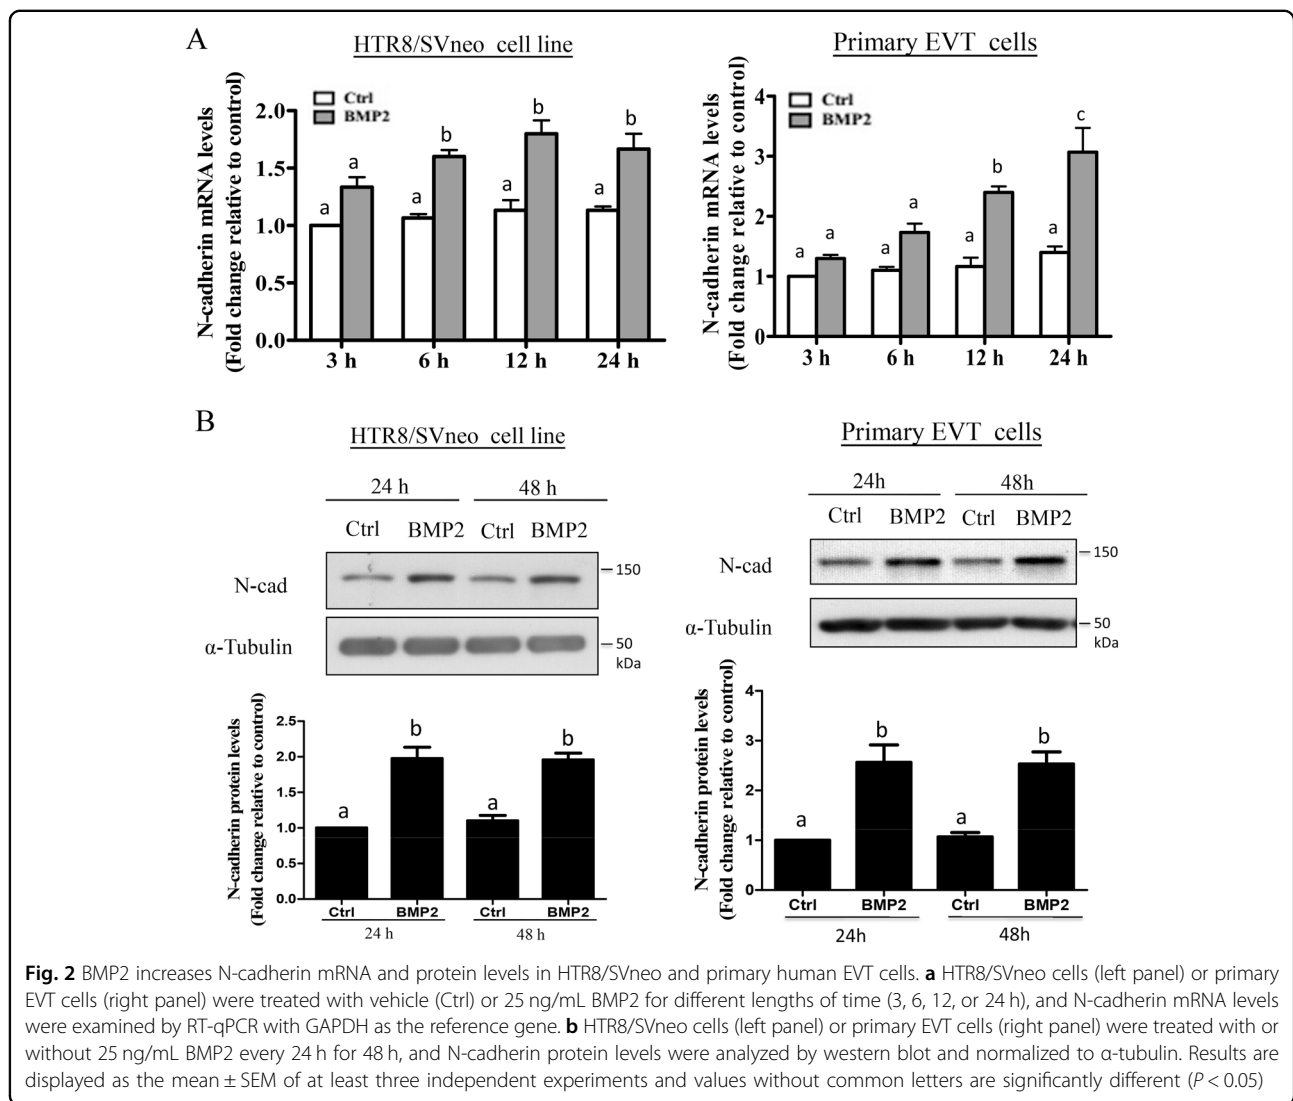 A
HTR8/SVneo cell line
N-cadherin mRNA levels
(Fold change relative to control)
Ctrl
BMP2
2.0
1.5
1.0
0.5
0.0
a
a
a
b
a
b
a
b
3 h
6 h
12 h
24 h
Primary EVT cells
N-cadherin mRNA levels
(Fold change relative to control)
Ctrl
BMP2
4
3
2
1
0
a
a
a
a
a
b
a
c
3 h
6 h
12 h
24 h
B
HTR8/SVneo cell line
24 h
48 h
Ctrl
BMP2
Ctrl
BMP2
N-cad
150
α-Tubulin
50
kDa
N-cadherin protein levels
(Fold change relative to control)
2.5
2.0
1.5
1.0
0.5
0.0
a
b
a
b
Ctrl
BMP2
Ctrl
BMP2
24 h
48 h
Primary EVT cells
24h
48h
Ctrl
BMP2
Ctrl
BMP2
N-cad
150
α-Tubulin
50
kDa
N-cadherin protein levels
(Fold change relative to control)
4
3
2
1
0
a
b
a
b
Ctrl
BMP2
Ctrl
BMP2
24h
48h
Fig. 2 BMP2 increases N-cadherin mRNA and protein levels in HTR8/SVneo and primary human EVT cells. a HTR8/SVneo cells (left panel) or primary
EVT cells (right panel) were treated with vehicle (Ctrl) or 25 ng/mL BMP2 for different lengths of time (3, 6, 12, or 24 h), and N-cadherin mRNA levels
were examined by RT-qPCR with GAPDH as the reference gene. b HTR8/SVneo cells (left panel) or primary EVT cells (right panel) were treated with or
without 25 ng/mL BMP2 every 24 h for 48 h, and N-cadherin protein levels were analyzed by western blot and normalized to α-tubulin. Results are
displayed as the mean ± SEM of at least three independent experiments and values without common letters are significantly different (P < 0.05)